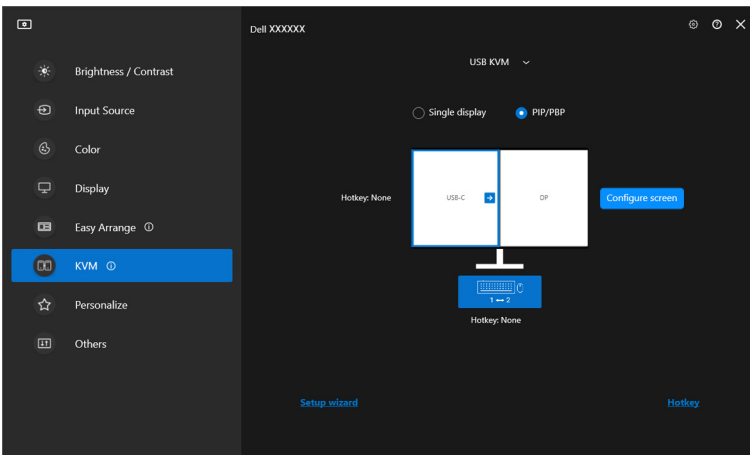 Dell XXXXXX
Brightness / Contrast
Input Source
Color
Display
Easy Arrange
KVM
Personalize
Others
USB KVM
Single display
PIP/PBP
Hotkey: None
USB-C
DP
Configure screen
1 ↔ 2
Hotkey: None
Setup wizard
Hotkey